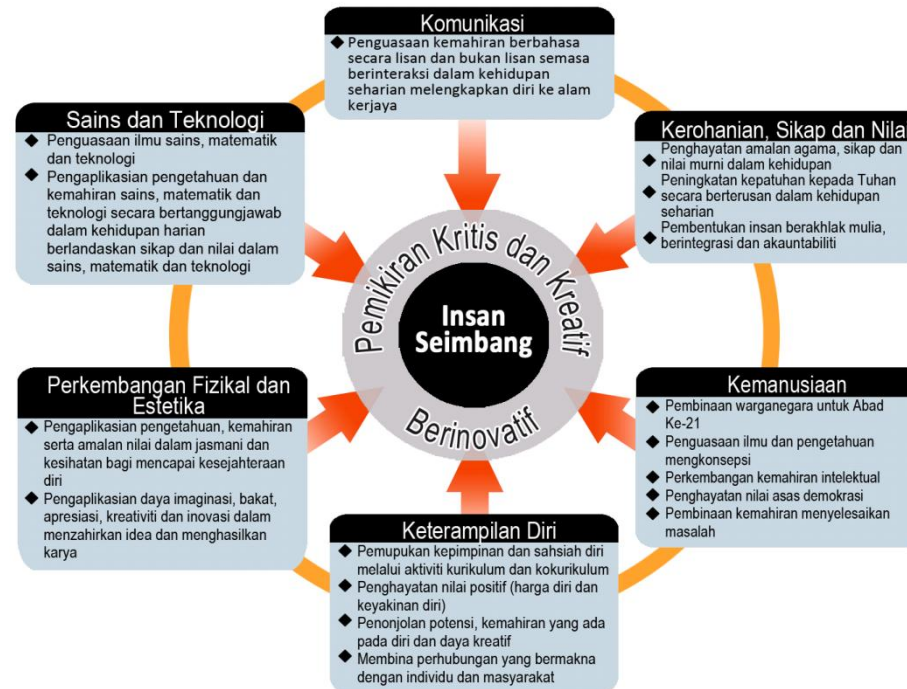 Komunikasi
◆ Penguasaan kemahiran berbahasa
secara lisan dan bukan lisan semasa
berinteraksi dalam kehidupan
seharian melengkapkan diri ke alam
kerjaya
Sains dan Teknologi
◆ Penguasaan ilmu sains, matematik
dan teknologi
◆ Pengaplikasian pengetahuan dan
kemahiran sains, matematik dan
teknologi secara bertanggungjawab
dalam kehidupan harian
berlandaskan sikap dan nilai dalam
sains, matematik dan teknologi
Kerohanian, Sikap dan Nilai
◆ Penghayatan amalan agama, sikap dan
nilai murni dalam kehidupan
◆ Peningkatan kepatuhan kepada Tuhan
secara berterusan dalam kehidupan
seharian
◆ Pembentukan insan berakhlak mulia,
berintegrasi dan akauntabiliti
Pemikiran Kritis dan Kreatif
Insan
Seimbang
Berinovatif
Perkembangan Fizikal dan
Estetika
◆ Pengaplikasian pengetahuan, kemahiran
serta amalan nilai dalam jasmani dan
kesihatan bagi mencapai kesejahteraan
diri
◆ Pengaplikasian daya imaginasi, bakat,
apresiasi, kreativiti dan inovasi dalam
menzahirkan idea dan menghasilkan
karya
Kemanusiaan
◆ Pembinaan warganegara untuk Abad
Ke-21
◆ Penguasaan ilmu dan pengetahuan
mengkonsepsi
◆ Perkembangan kemahiran intelektual
◆ Penghayatan nilai asas demokrasi
◆ Pembinaan kemahiran menyelesaikan
masalah
Keterampilan Diri
◆ Pemupukan kepimpinan dan sahsiah diri
melalui aktiviti kurikulum dan kokurikulum
◆ Penghayatan nilai positif (harga diri dan
keyakinan diri)
◆ Penonjolan potensi, kemahiran yang ada
pada diri dan daya kreatif
◆ Membina perhubungan yang bermakna
dengan individu dan masyarakat